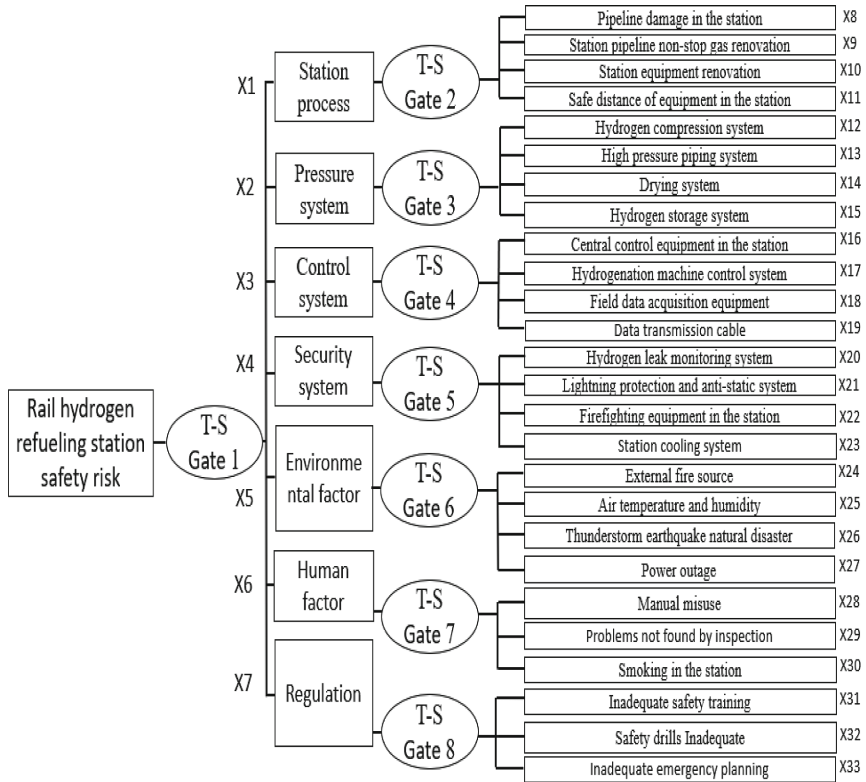 Rail hydrogen
refueling station
safety risk
T-S
Gate 1
X1
Station
process
T-S
Gate 2
Pipeline damage in the station
X8
Station pipeline non-stop gas renovation
X9
Station equipment renovation
X10
Safe distance of equipment in the station
X11
X2
Pressure
system
T-S
Gate 3
Hydrogen compression system
X12
High pressure piping system
X13
Drying system
X14
Hydrogen storage system
X15
X3
Control
system
T-S
Gate 4
Central control equipment in the station
X16
Hydrogenation machine control system
X17
Field data acquisition equipment
X18
Data transmission cable
X19
X4
Security
system
T-S
Gate 5
Hydrogen leak monitoring system
X20
Lightning protection and anti-static system
X21
Firefighting equipment in the station
X22
Station cooling system
X23
X5
Environme
ntal factor
T-S
Gate 6
External fire source
X24
Air temperature and humidity
X25
Thunderstorm earthquake natural disaster
X26
Power outage
X27
X6
Human
factor
T-S
Gate 7
Manual misuse
X28
Problems not found by inspection
X29
Smoking in the station
X30
X7
Regulation
T-S
Gate 8
Inadequate safety training
X31
Safety drills Inadequate
X32
Inadequate emergency planning
X33